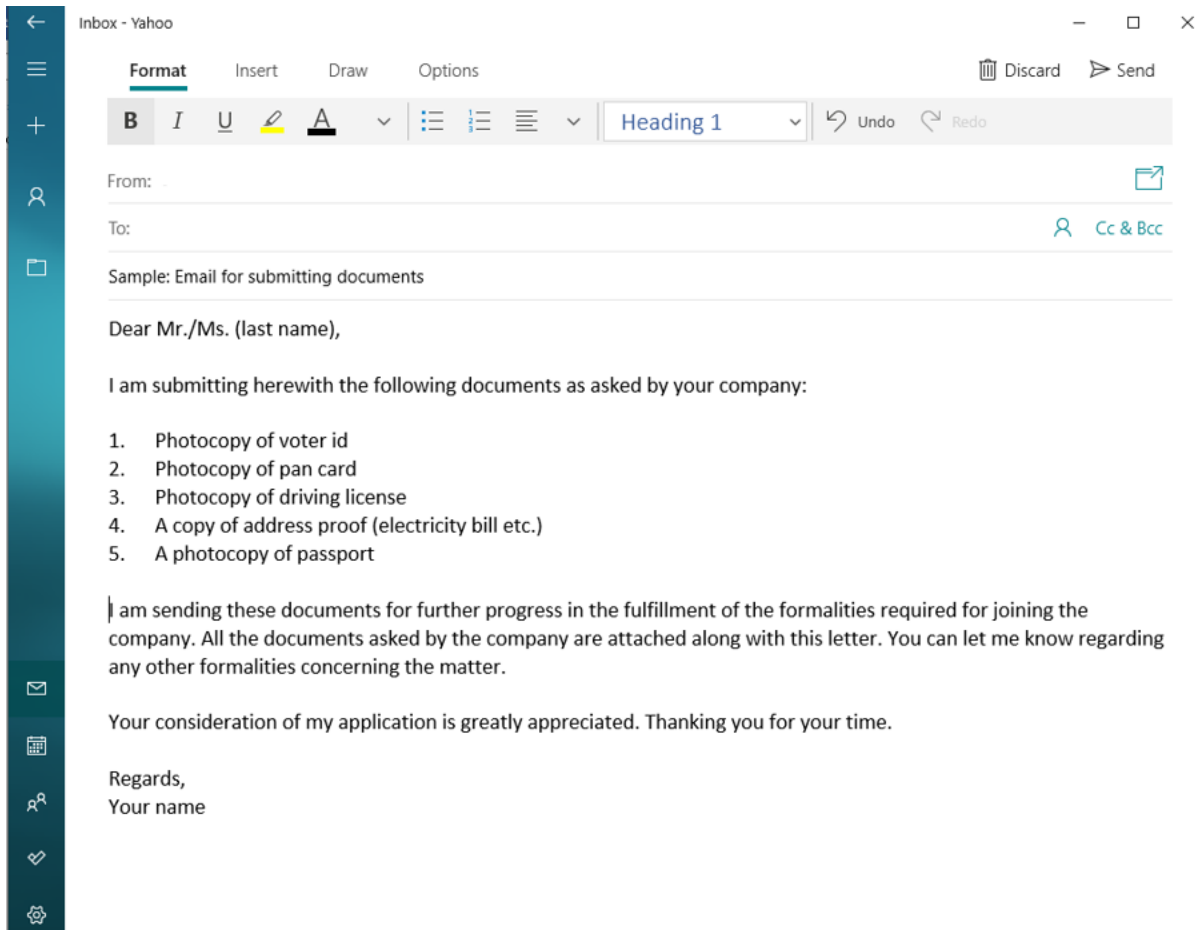 Inbox - Yahoo
Format Insert Draw Options Discard Send
B I U A Heading 1 Undo Redo
From:
To: Cc & Bcc
Sample: Email for submitting documents
Dear Mr./Ms. (last name),
I am submitting herewith the following documents as asked by your company:
1. Photocopy of voter id
2. Photocopy of pan card
3. Photocopy of driving license
4. A copy of address proof (electricity bill etc.)
5. A photocopy of passport
I am sending these documents for further progress in the fulfillment of the formalities required for joining the
company. All the documents asked by the company are attached along with this letter. You can let me know regarding
any other formalities concerning the matter.
Your consideration of my application is greatly appreciated. Thanking you for your time.
Regards,
Your name